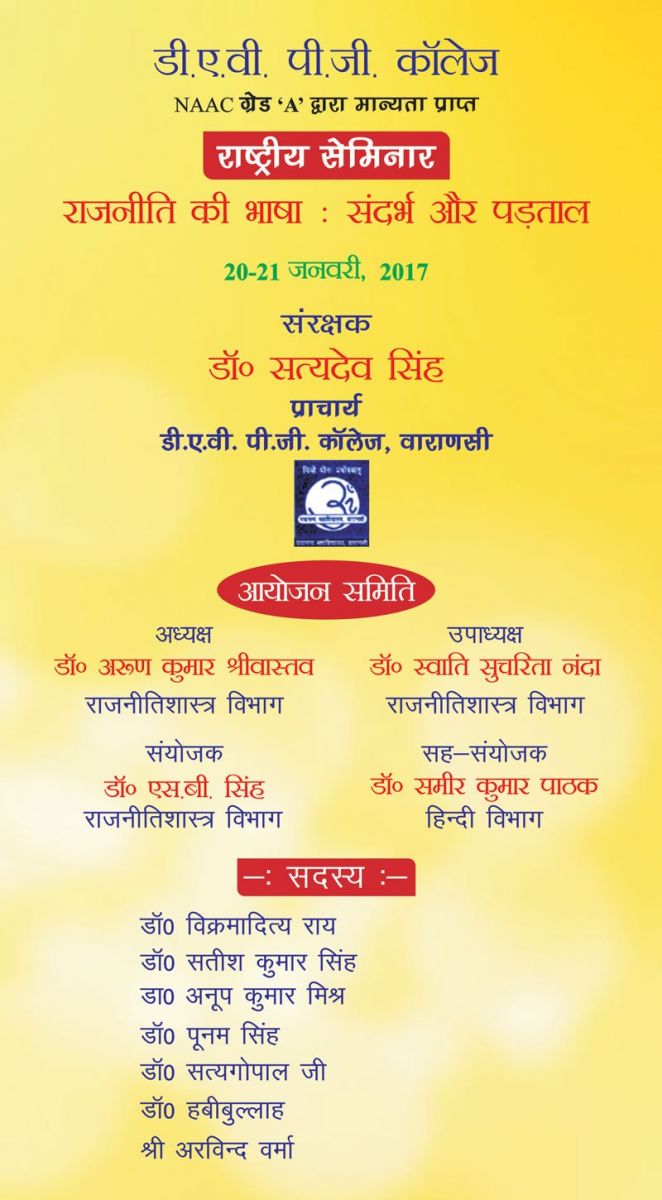 डी.ए.वी. पी.जी. कॉलेज
NAAC ग्रेड ‘A’ द्वारा मान्यता प्राप्त
राष्ट्रीय सेमिनार
राजनीति की भाषा : संदर्भ और पड़ताल
20-21 जनवरी, 2017
संरक्षक
डॉ० सत्यदेव सिंह
प्राचार्य
डी.ए.वी. पी.जी. कॉलेज, वाराणसी
आयोजन समिति
अध्यक्ष
डॉ० अरूण कुमार श्रीवास्तव
राजनीतिशास्त्र विभाग
उपाध्यक्ष
डॉ० स्वाति सुचरिता नंदा
राजनीतिशास्त्र विभाग
संयोजक
डॉ० एस.बी. सिंह
राजनीतिशास्त्र विभाग
सह–संयोजक
डॉ० समीर कुमार पाठक
हिन्दी विभाग
–: सदस्य :–
डॉ0 विक्रमादित्य राय
डॉ0 सतीश कुमार सिंह
डा0 अनूप कुमार मिश्र
डॉ0 पूनम सिंह
डॉ0 सत्यगोपाल जी
डॉ0 हबीबुल्लाह
श्री अरविन्द वर्मा